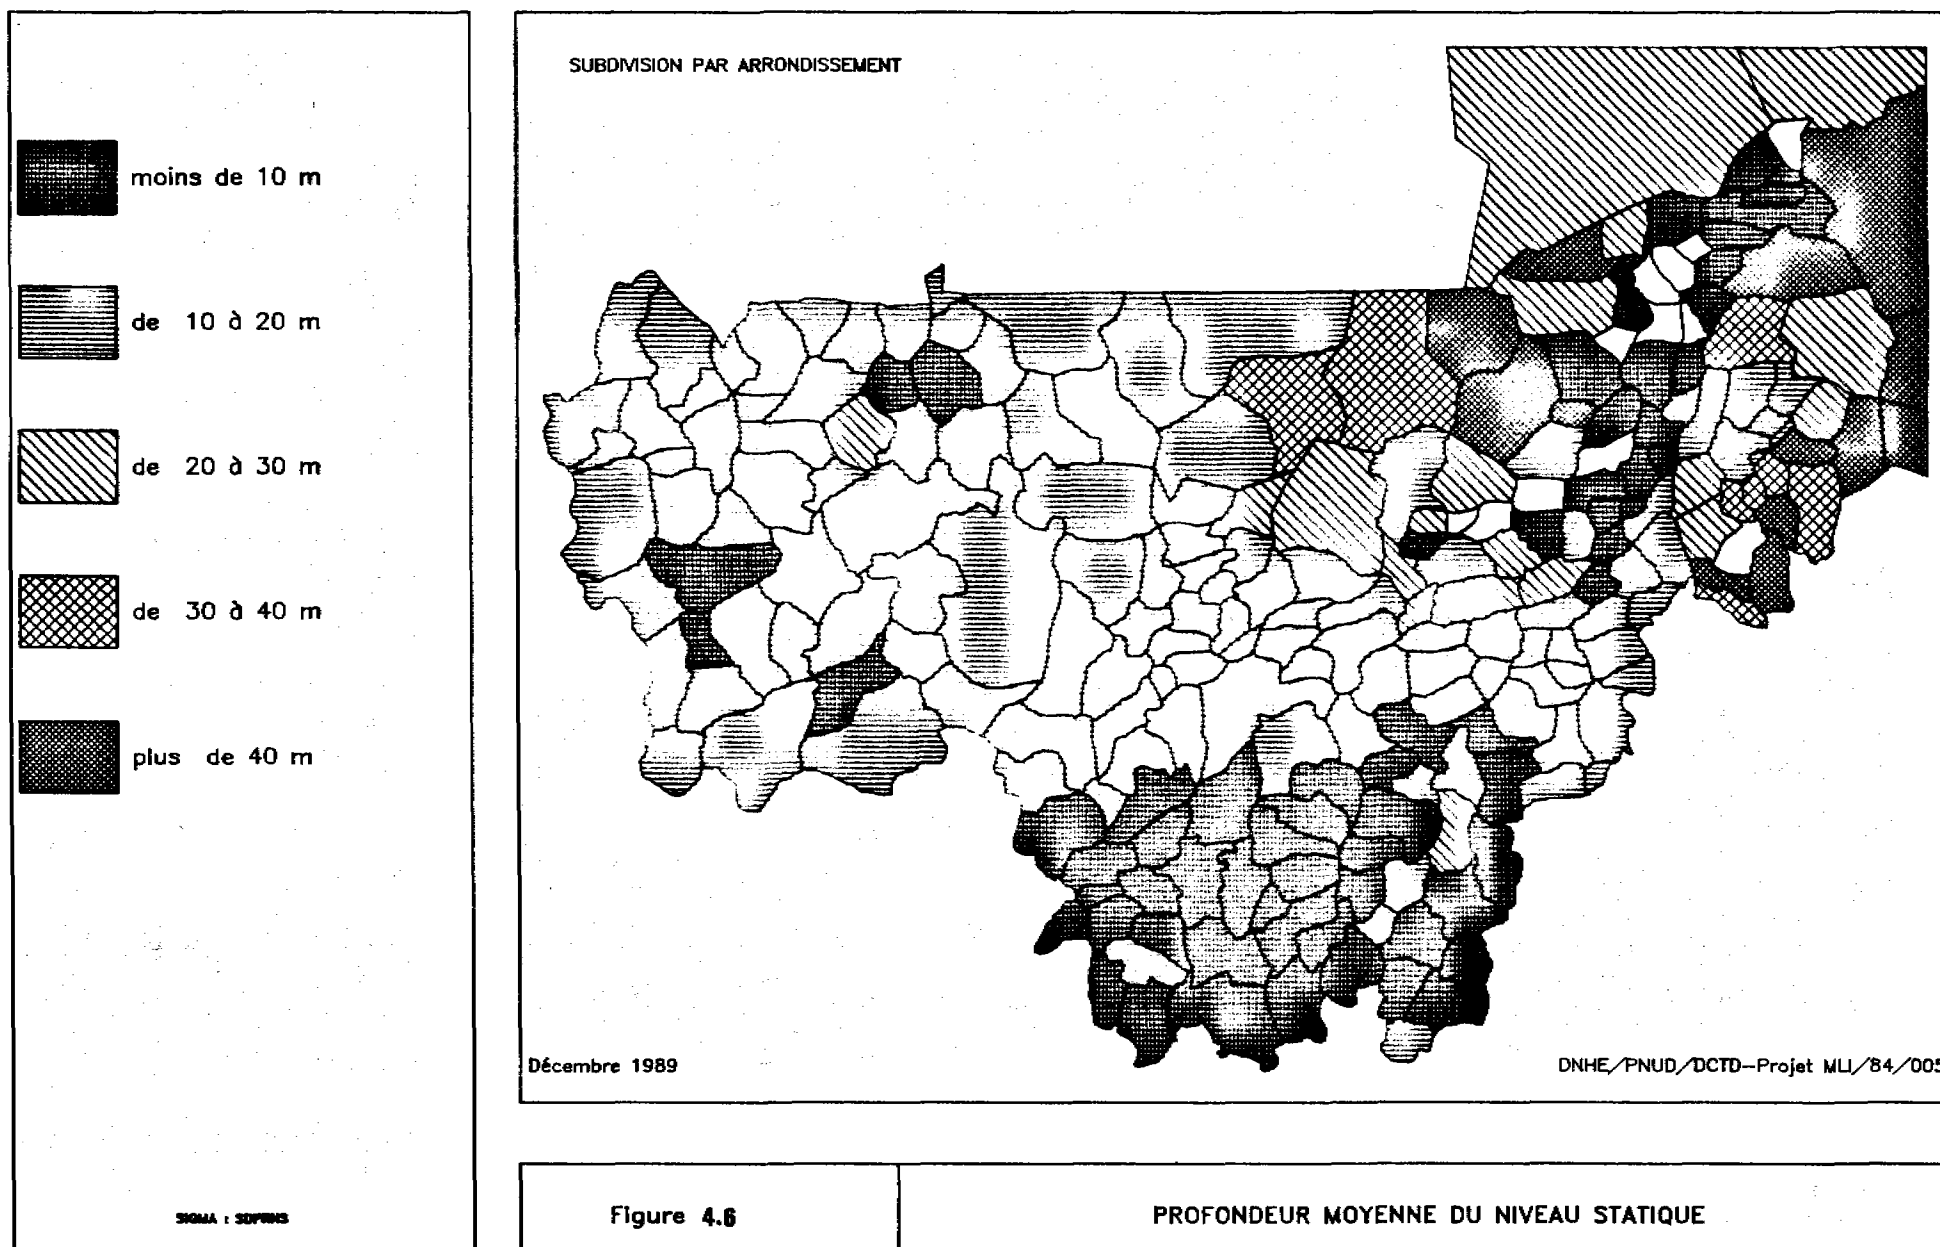 moins de 10 m
de 10 à 20 m
de 20 à 30 m
de 30 à 40 m
plus de 40 m
SUBDIVISION PAR ARRONDISSEMENT
Décembre 1989
DNHE/PNUD/DCTD-Projet MLI/84/005
SIGMA :
Figure 4.6
PROFONDEUR MOYENNE DU NIVEAU STATIQUE